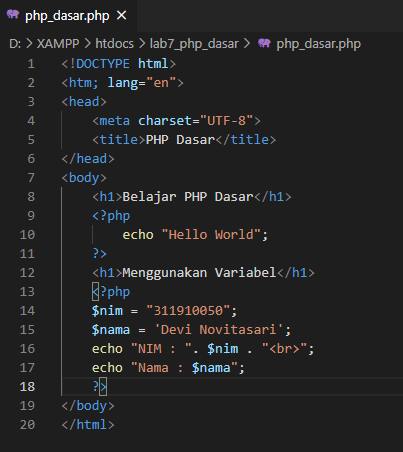 php_dasar.php ×
D: > XAMPP > htdocs > lab7_php_dasar > php_dasar.php
1 <!DOCTYPE html>
2 <htm; lang="en">
3 <head>
4     <meta charset="UTF-8">
5     <title>PHP Dasar</title>
6 </head>
7 <body>
8     <h1>Belajar PHP Dasar</h1>
9     <?php
10         echo "Hello World";
11     ?>
12     <h1>Menggunakan Variabel</h1>
13     <?php
14     $nim = "311910050";
15     $nama = 'Devi Novitasari';
16     echo "NIM : ". $nim . "<br>";
17     echo "Nama : $nama";
18     ?>
19 </body>
20 </html>